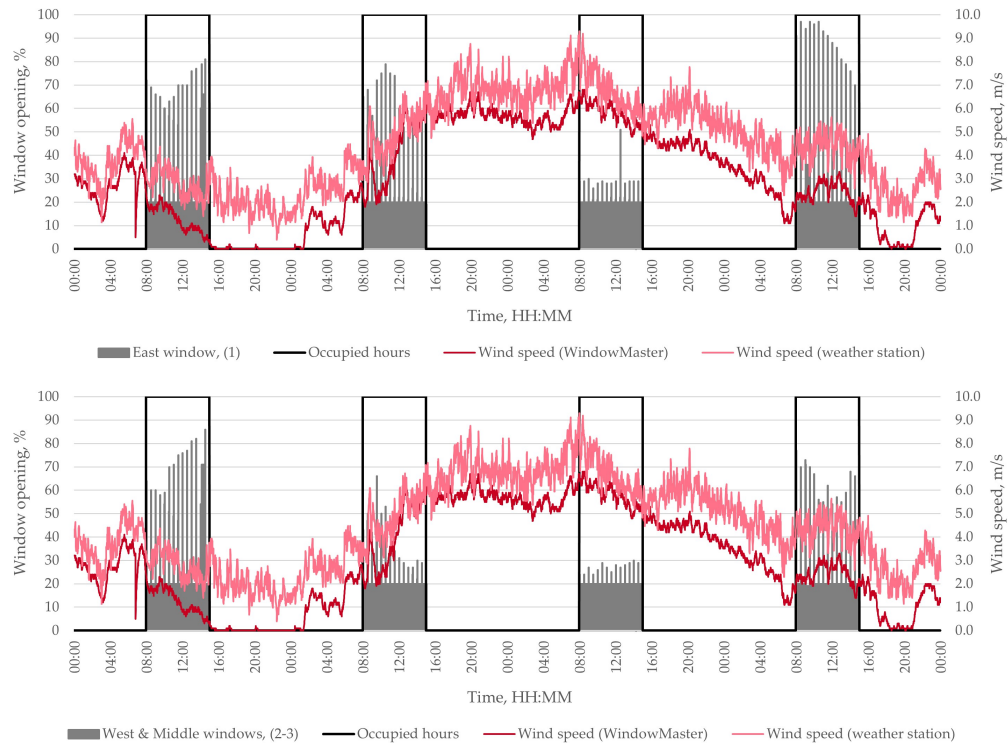 Window opening, %
100 10.0
90 9.0
80 8.0
70 7.0
60 6.0
50 5.0
40 4.0
30 3.0
20 2.0
10 1.0
0 0.0
Wind speed, m/s
00:00 04:00 08:00 12:00 16:00 20:00 00:00 04:00 08:00 12:00 16:00 20:00 00:00 04:00 08:00 12:00 16:00 20:00 00:00 04:00 08:00 12:00 16:00 20:00 00:00
Time, HH:MM
East window, (1) Occupied hours Wind speed (WindowMaster) Wind speed (weather station)
Window opening, %
100 10.0
90 9.0
80 8.0
70 7.0
60 6.0
50 5.0
40 4.0
30 3.0
20 2.0
10 1.0
0 0.0
Wind speed, m/s
00:00 04:00 08:00 12:00 16:00 20:00 00:00 04:00 08:00 12:00 16:00 20:00 00:00 04:00 08:00 12:00 16:00 20:00 00:00 04:00 08:00 12:00 16:00 20:00 00:00
Time, HH:MM
West & Middle windows, (2-3) Occupied hours Wind speed (WindowMaster) Wind speed (weather station)